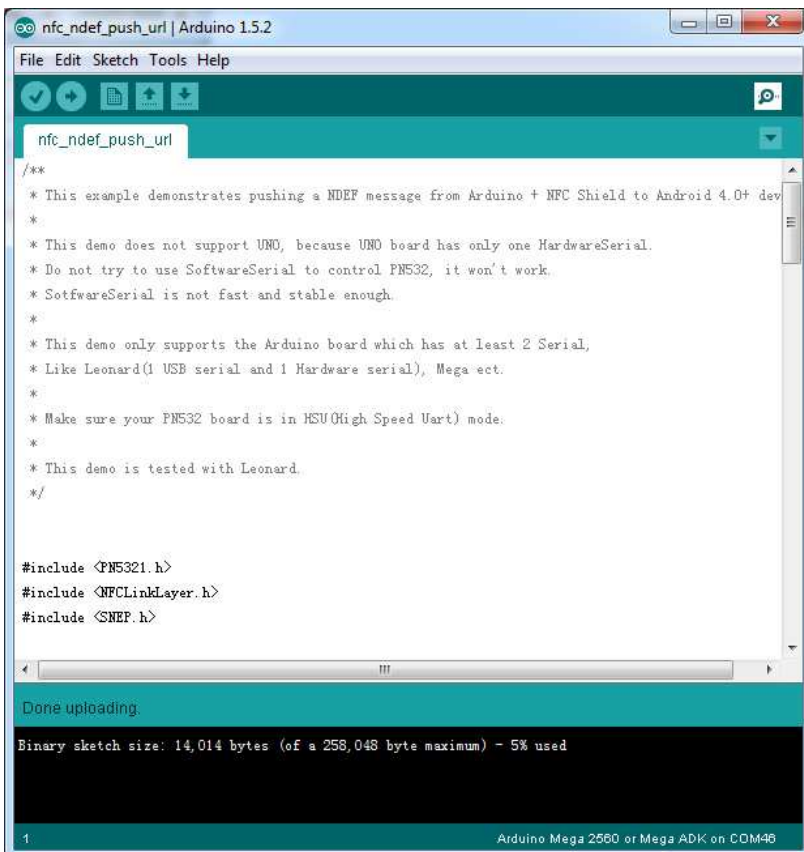 nfc_ndef_push_url | Arduino 1.5.2
File Edit Sketch Tools Help
nfc_ndef_push_url
/**
* This example demonstrates pushing a NDEF message from Arduino + NFC Shield to Android 4.0+ dev
*
* This demo does not support UNO, because UNO board has only one HardwareSerial.
* Do not try to use SoftwareSerial to control PN532, it won't work.
* SotfwareSerial is not fast and stable enough.
*
* This demo only supports the Arduino board which has at least 2 Serial,
* Like Leonard(1 USB serial and 1 Hardware serial), Mega ect.
*
* Make sure your PN532 board is in HSU(High Speed Uart) mode.
*
* This demo is tested with Leonard.
*/
#include <PN5321.h>
#include <NFCLinkLayer.h>
#include <SNEP.h>
Done uploading.
Binary sketch size: 14,014 bytes (of a 258,048 byte maximum) - 5% used
1 Arduino Mega 2560 or Mega ADK on COM46